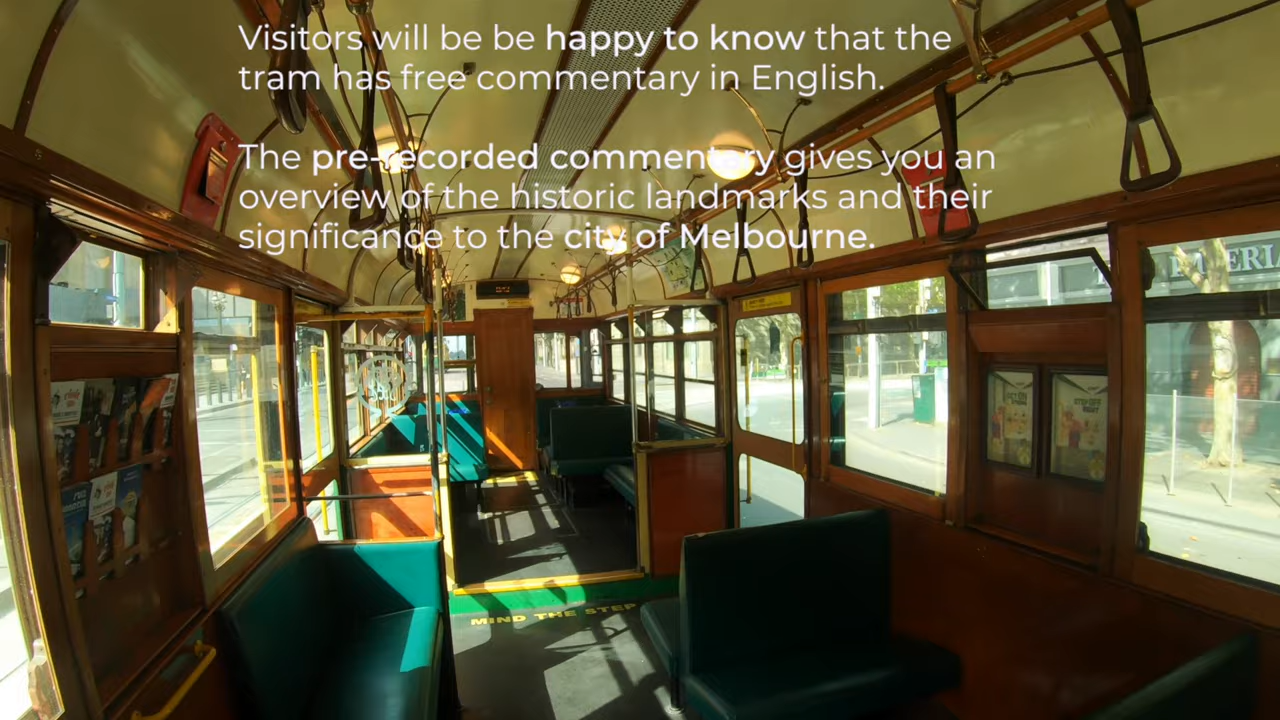 Visitors will be be happy to know that the
tram has free commentary in English.
The pre-recorded commentary gives you an
overview of the historic landmarks and their
significance to the city of Melbourne.
MIND THE STEP